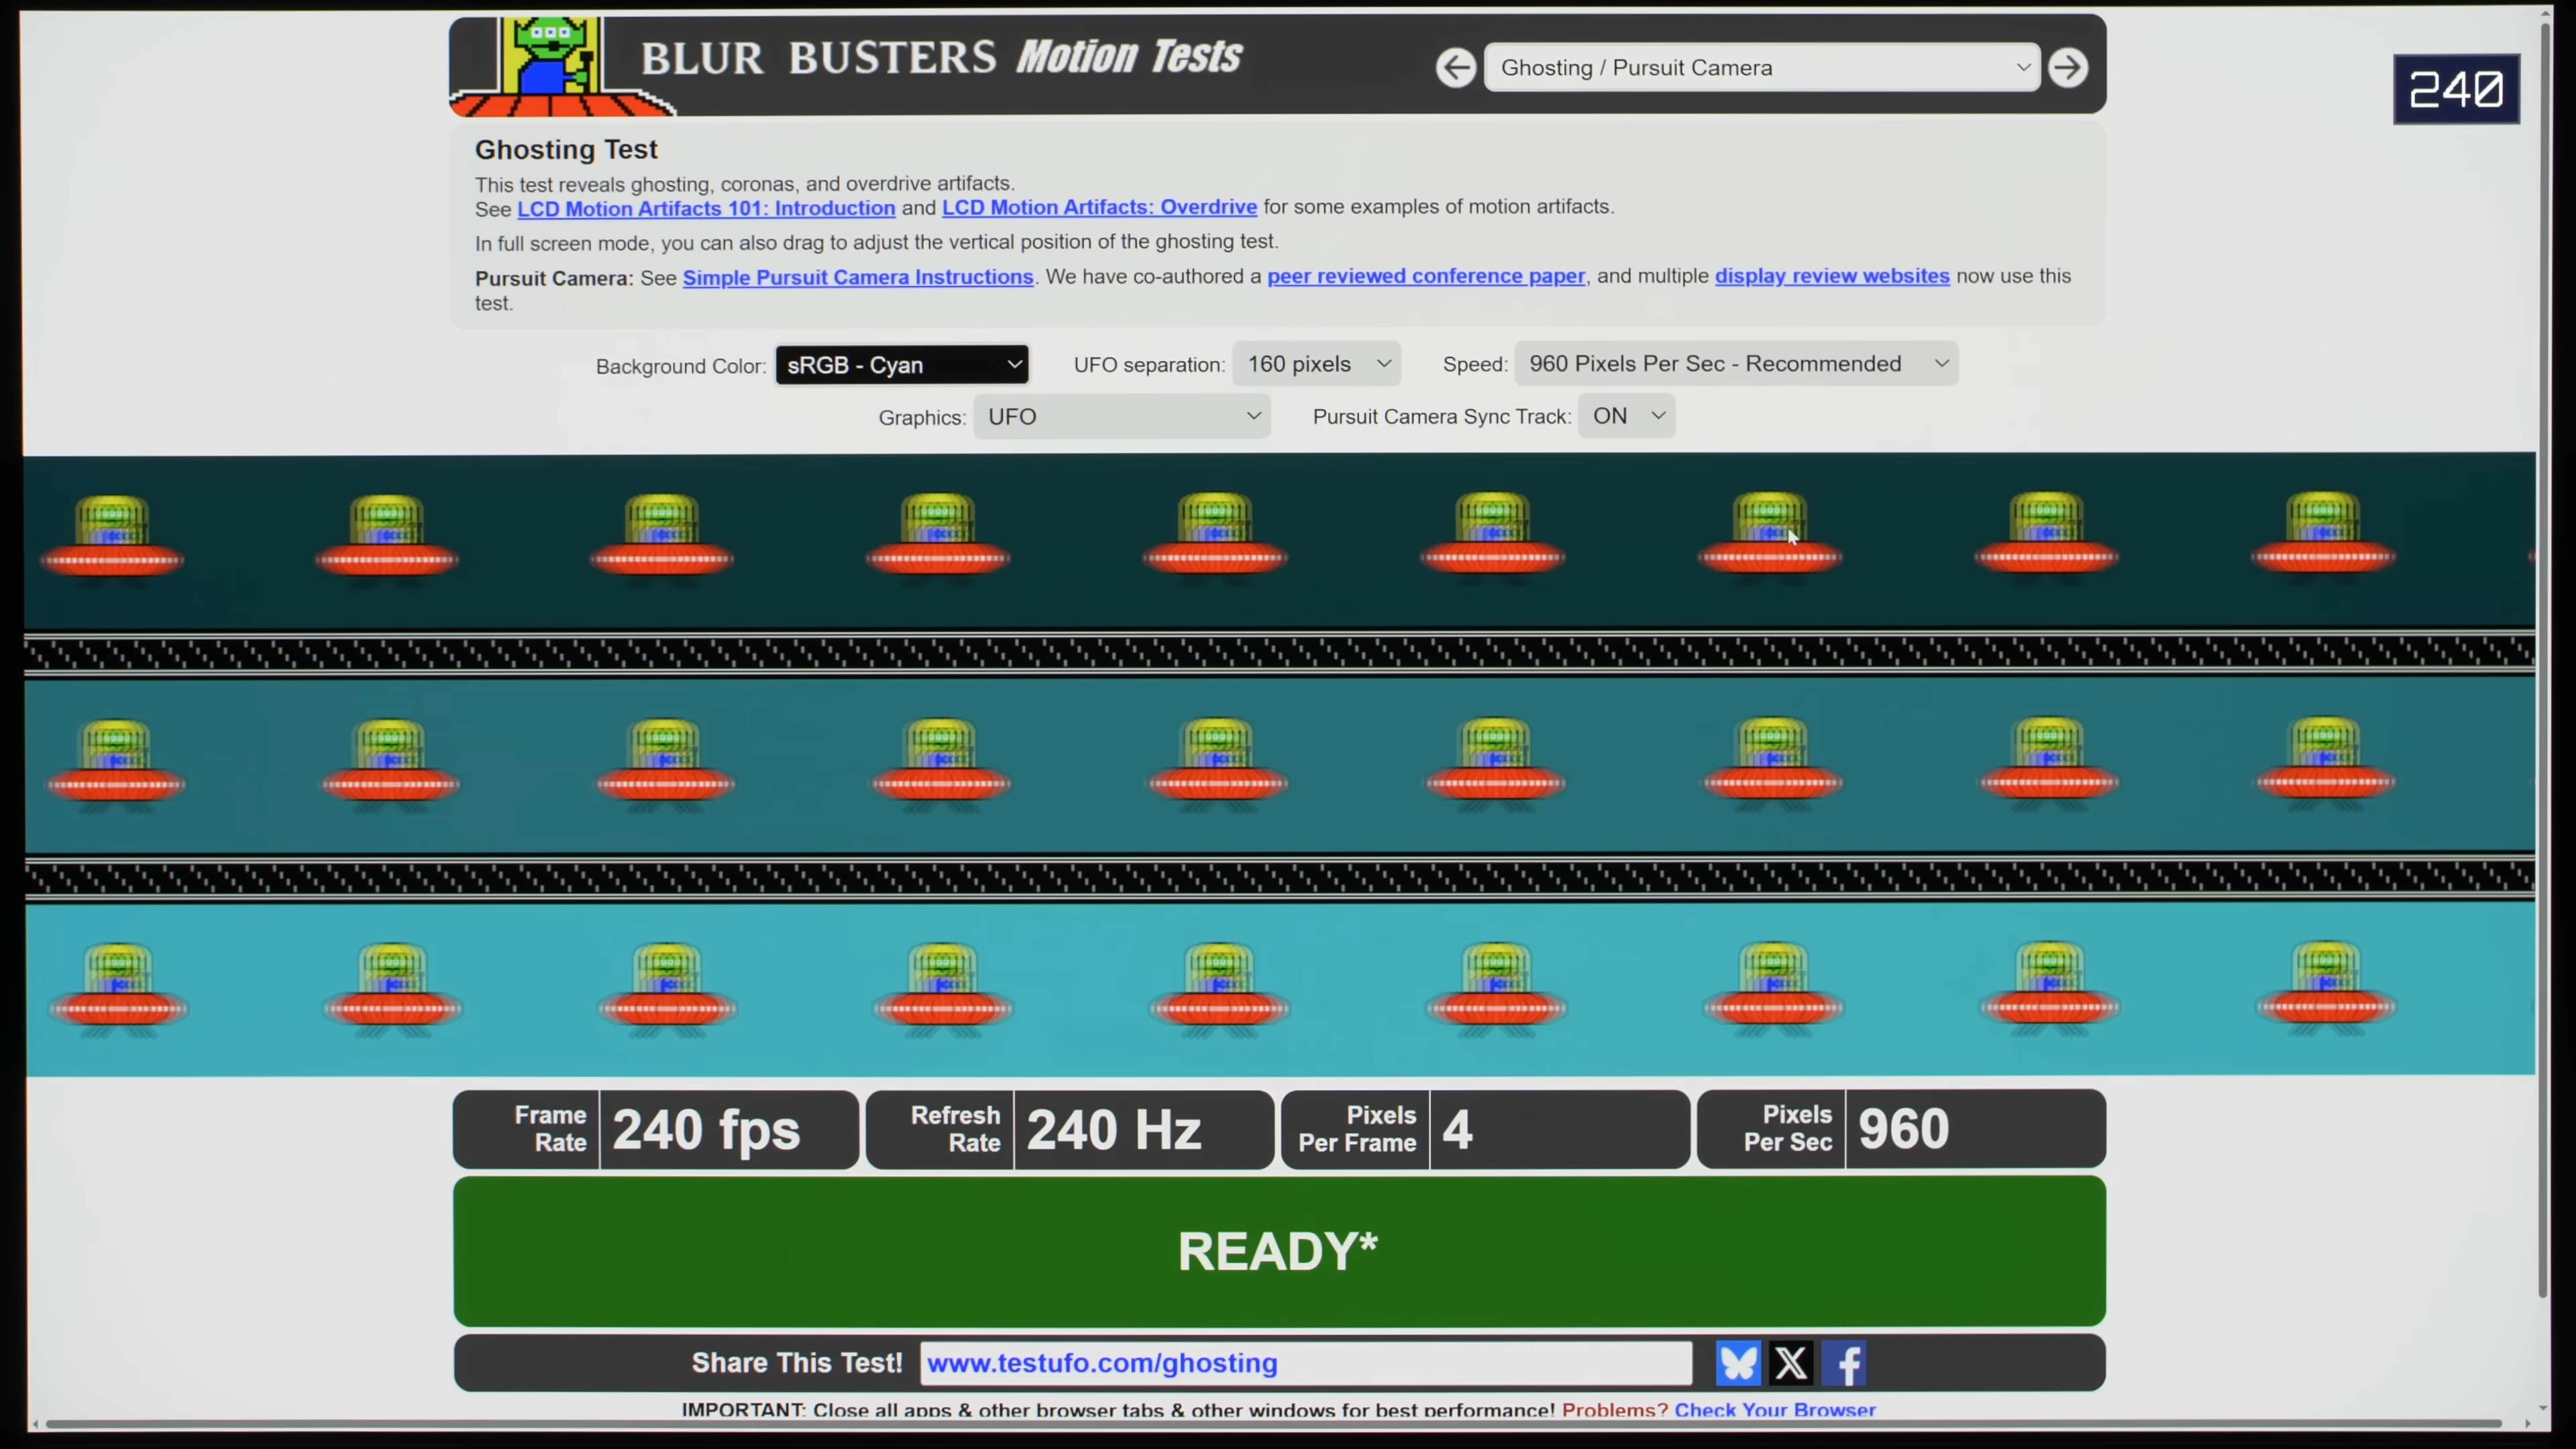 BLUR BUSTERS Motion Tests
Ghosting / Pursuit Camera
240
Ghosting Test
This test reveals ghosting, coronas, and overdrive artifacts.
See LCD Motion Artifacts 101: Introduction and LCD Motion Artifacts: Overdrive for some examples of motion artifacts.
In full screen mode, you can also drag to adjust the vertical position of the ghosting test.
Pursuit Camera: See Simple Pursuit Camera Instructions. We have co-authored a peer reviewed conference paper, and multiple display review websites now use this
test.
Background Color: sRGB - Cyan UFO separation: 160 pixels Speed: 960 Pixels Per Sec - Recommended
Graphics: UFO Pursuit Camera Sync Track: ON
Frame Rate 240 fps
Refresh Rate 240 Hz
Pixels Per Frame 4
Pixels Per Sec 960
READY*
Share This Test! www.testufo.com/ghosting
IMPORTANT: Close all apps & other browser tabs & other windows for best performance! Problems? Check Your Browser